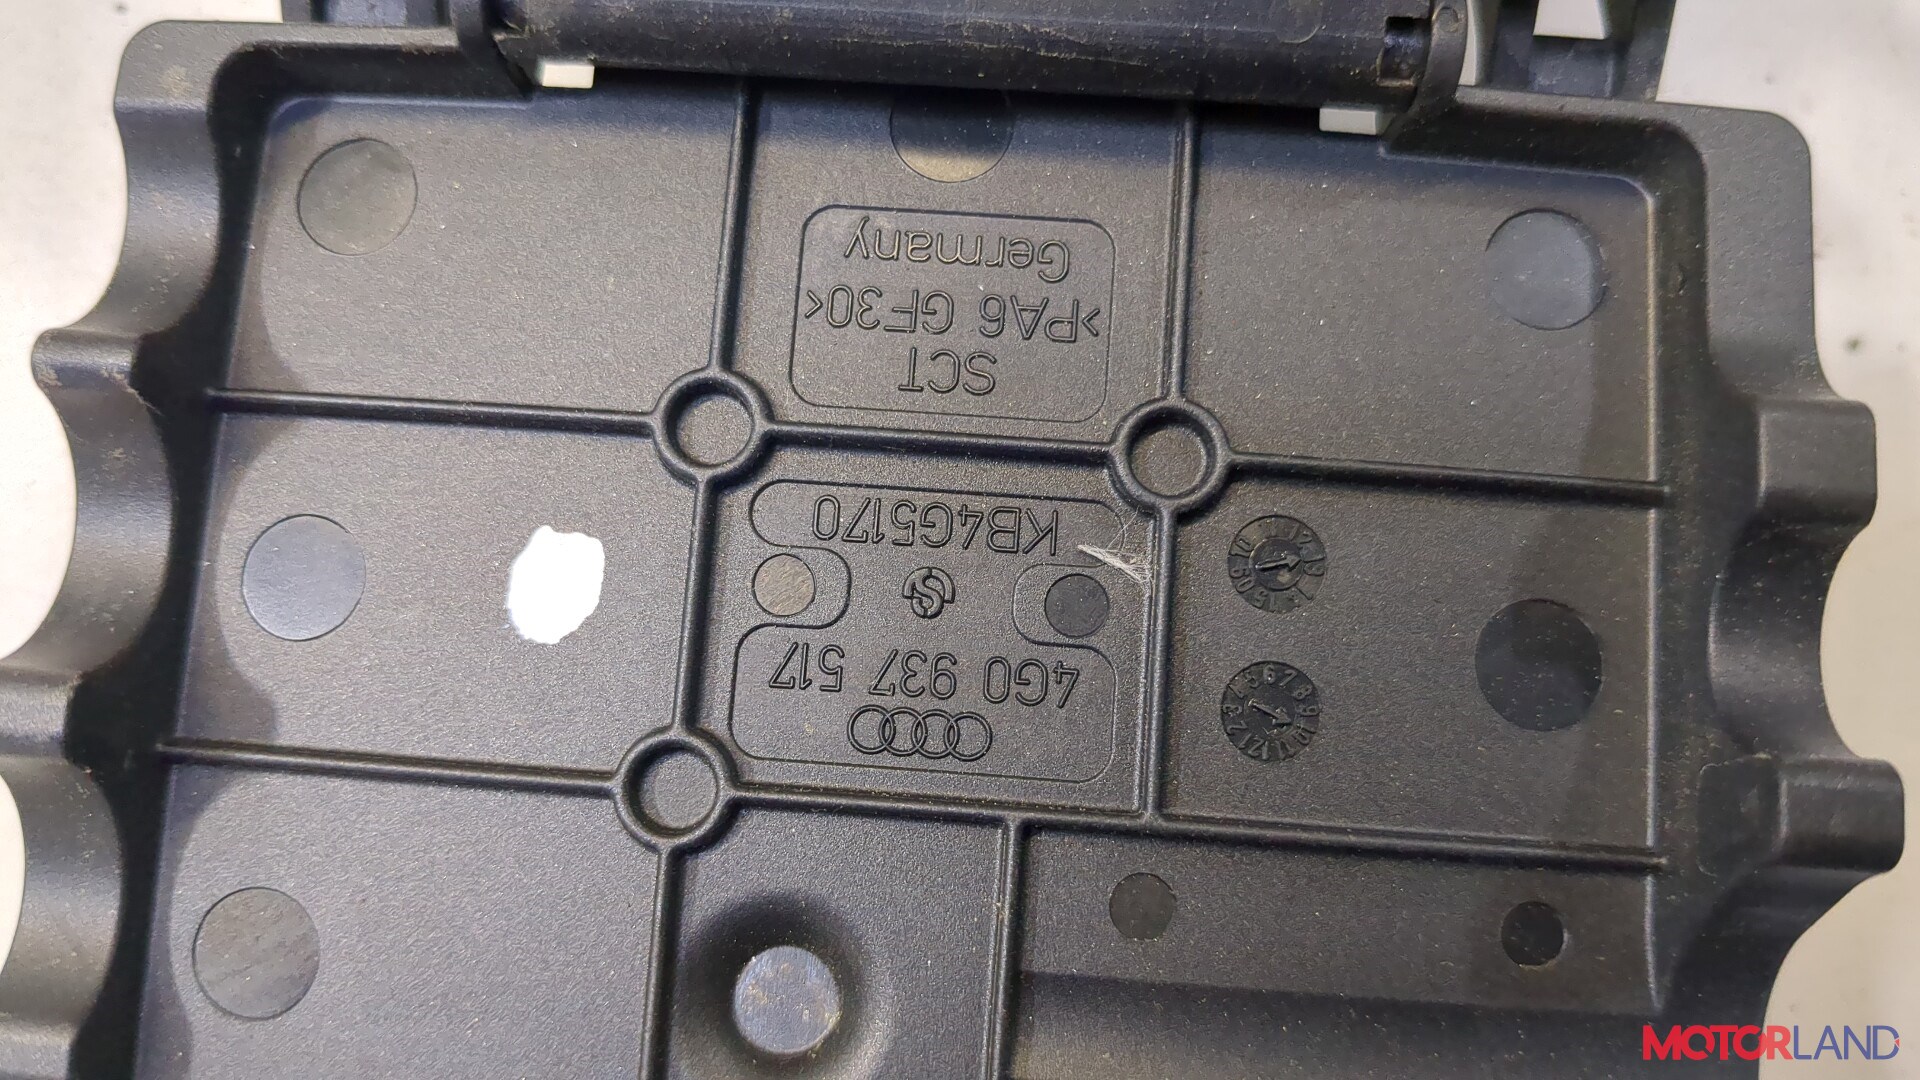 4G0 937 517
KB4G5170
SCT
>PA6 GF30<
Germany
MOTORLAND